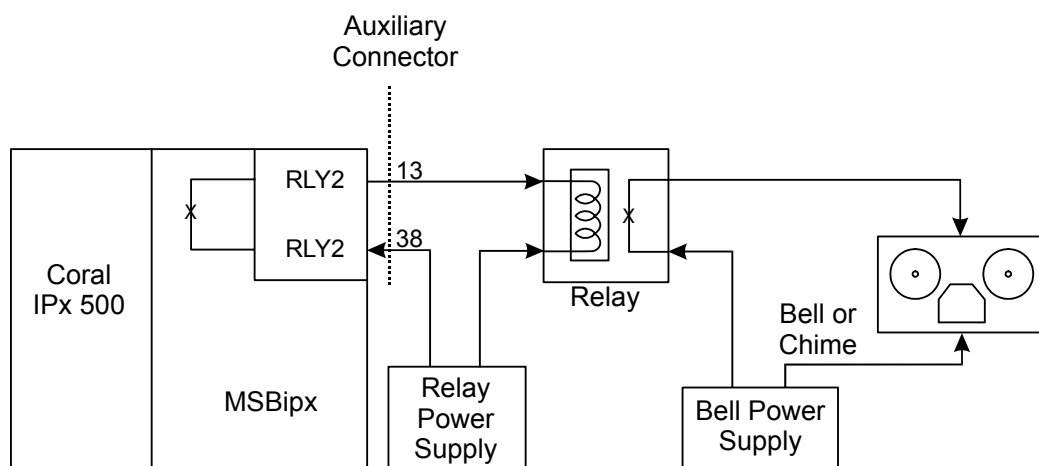 Auxiliary
Connector
RLY2
13
RLY2
38
X
X
Coral
IPx 500
Relay
Bell or
Chime
MSBipx
Relay
Power
Supply
Bell Power
Supply